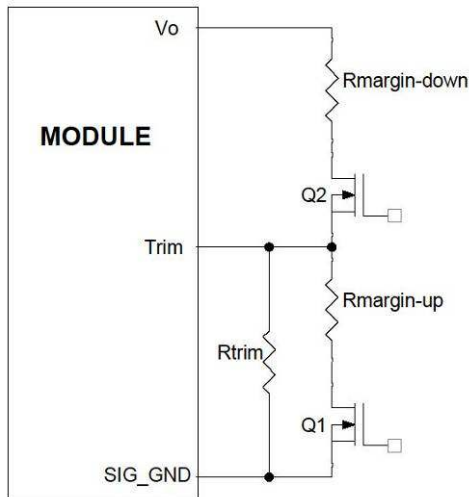 Vo
Rmargin-down
MODULE
Q2
Trim
Rmargin-up
Rtrim
Q1
SIG_GND